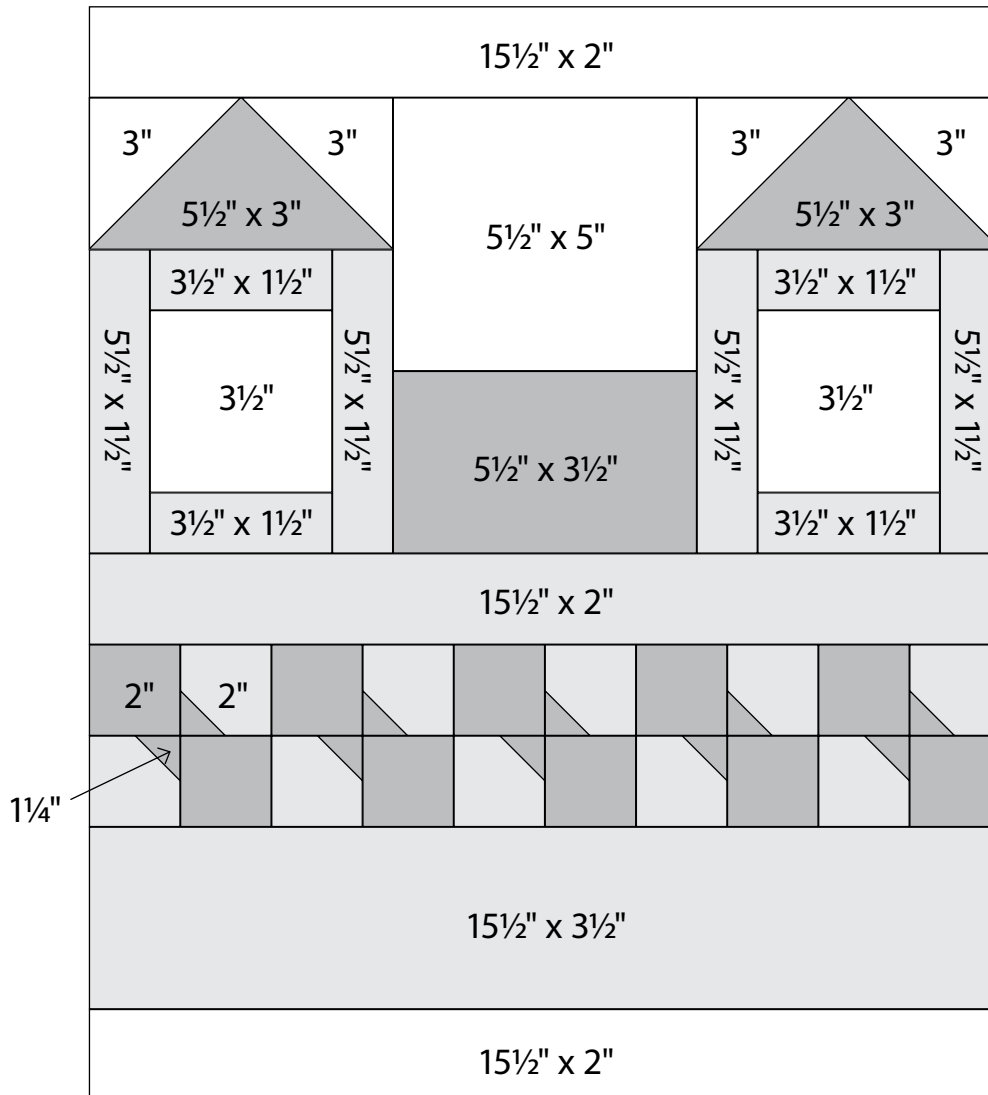 15½" x 2"
3" 3" 3" 3"
5½" x 3" 5½" x 5" 5½" x 3"
3½" x 1½" 3½" x 1½"
5½" x 1½" 3½" 5½" x 1½" 5½" x 1½" 3½" 5½" x 1½"
5½" x 3½"
3½" x 1½" 3½" x 1½"
15½" x 2"
2" 2"
1¼"
15½" x 3½"
15½" x 2"